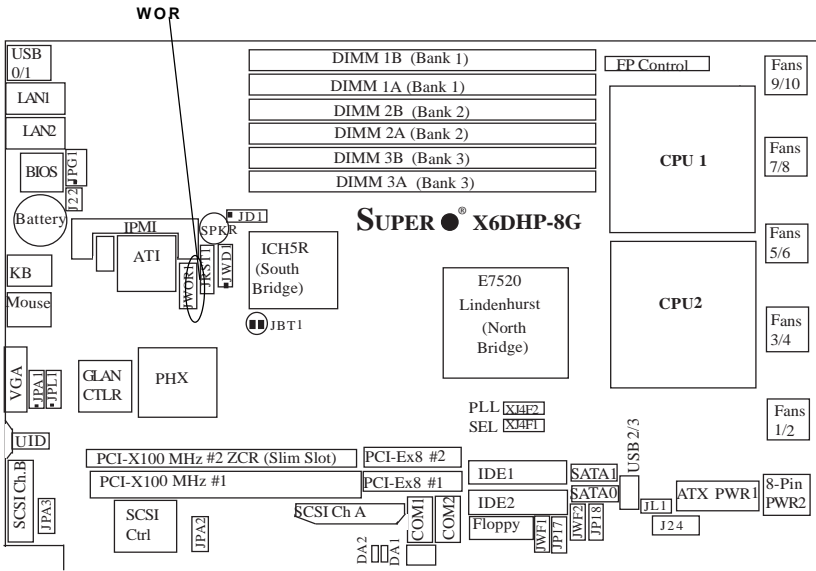 WOR
USB
0/1
LAN1
LAN2
BIOS
JPG1
J22
Battery
IPMI
ATI
SPKR
JD1
JWOR1
JRST1
JWD1
ICH5R
(South
Bridge)
JBT1
KB
Mouse
VGA
JPA1
JPL1
GLAN
CTLR
PHX
UID
SCSI Ch.B
JPA3
DIMM 1B (Bank 1)
DIMM 1A (Bank 1)
DIMM 2B (Bank 2)
DIMM 2A (Bank 2)
DIMM 3B (Bank 3)
DIMM 3A (Bank 3)
SUPER ● ® X6DHP-8G
FP Control
CPU 1
CPU2
Fans
9/10
Fans
7/8
Fans
5/6
Fans
3/4
Fans
1/2
E7520
Lindenhurst
(North
Bridge)
PLL XJ4F2
SEL XJ4F1
PCI-X100 MHz #2 ZCR (Slim Slot)
PCI-X100 MHz #1
PCI-Ex8 #2
PCI-Ex8 #1
SCSI
Ctrl
JPA2
SCSI Ch A
DA2
DA1
COM1
COM2
IDE1
IDE2
Floppy
JWF1
JP17
JWF2
JP18
SATA1
SATA0
USB 2/3
JL1
J24
ATX PWR1
8-Pin
PWR2